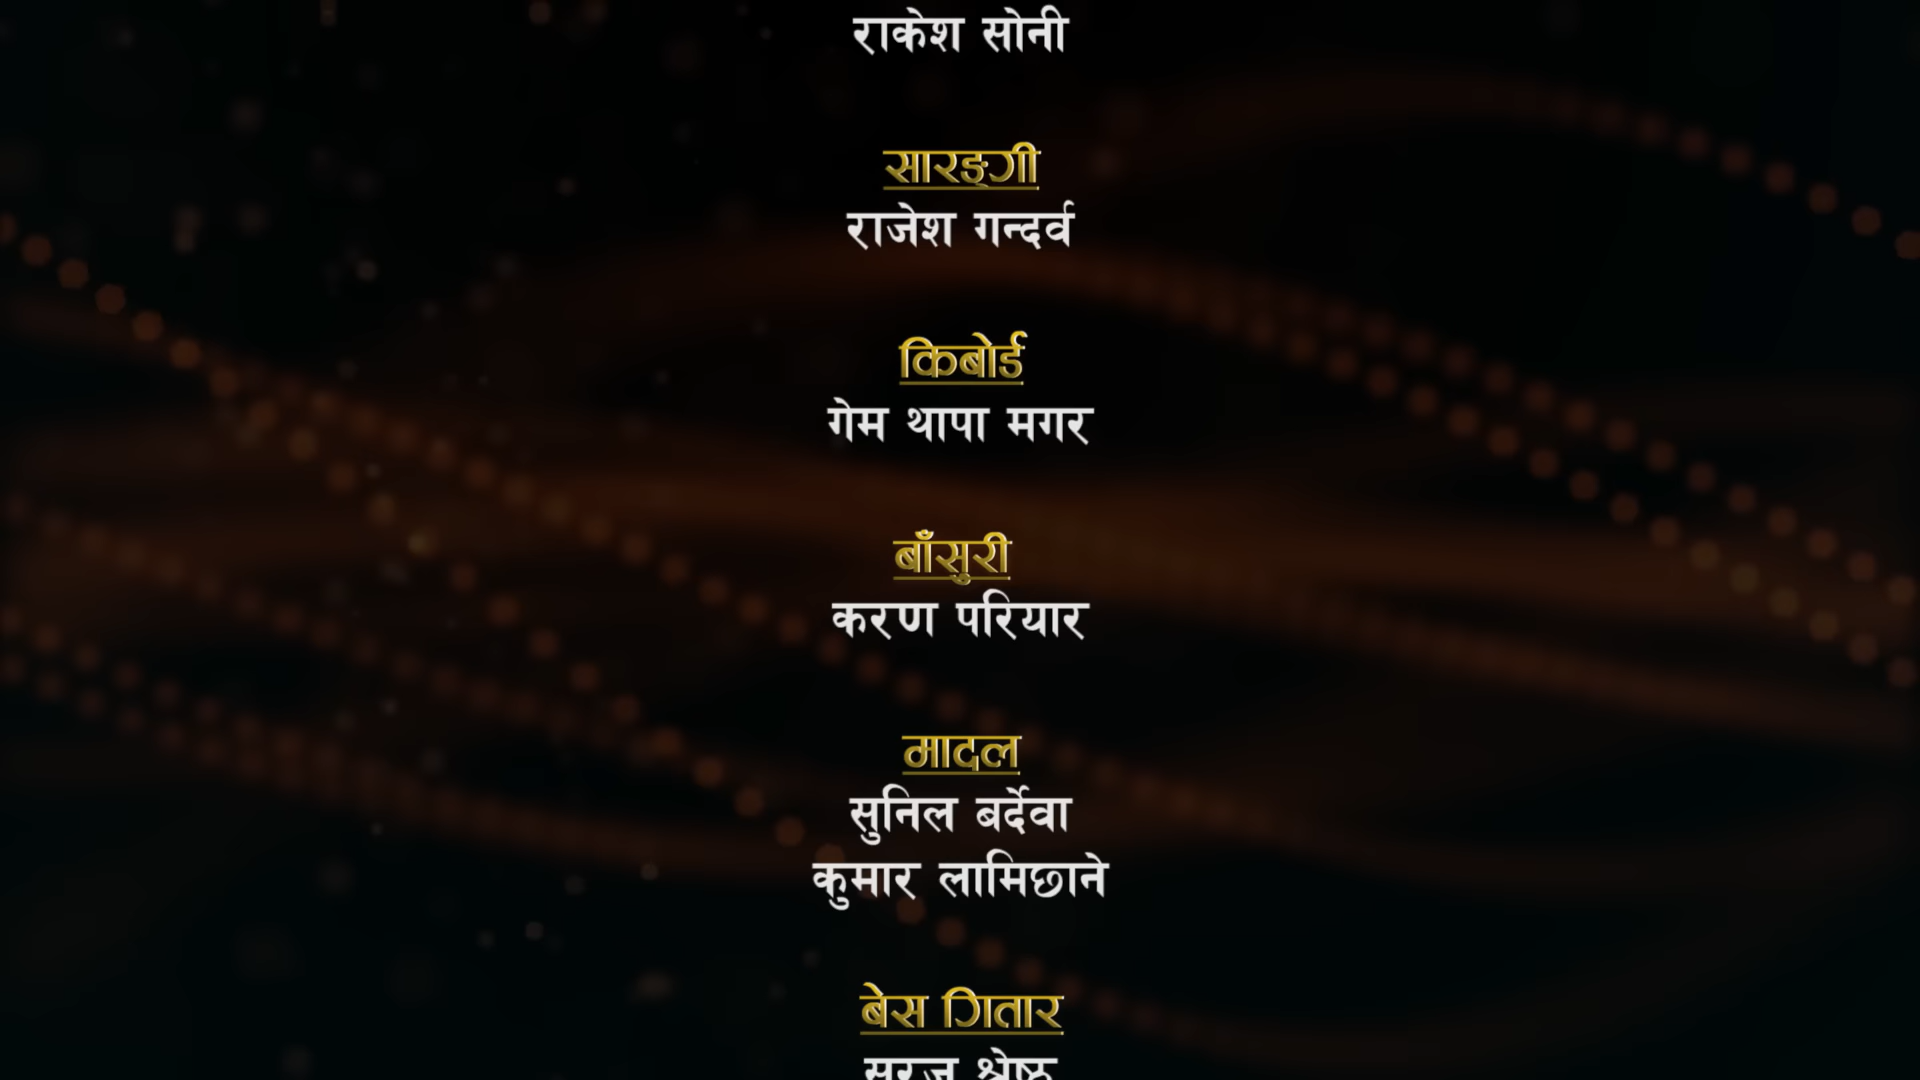 राकेश सोनी
सारङ्गी
राजेश गन्दर्व
किबोर्ड
गेम थापा मगर
बाँसुरी
करण परियार
मादल
सुनिल बर्देवा
कुमार लामिछाने
बेस गितार
श्रेष्ठ